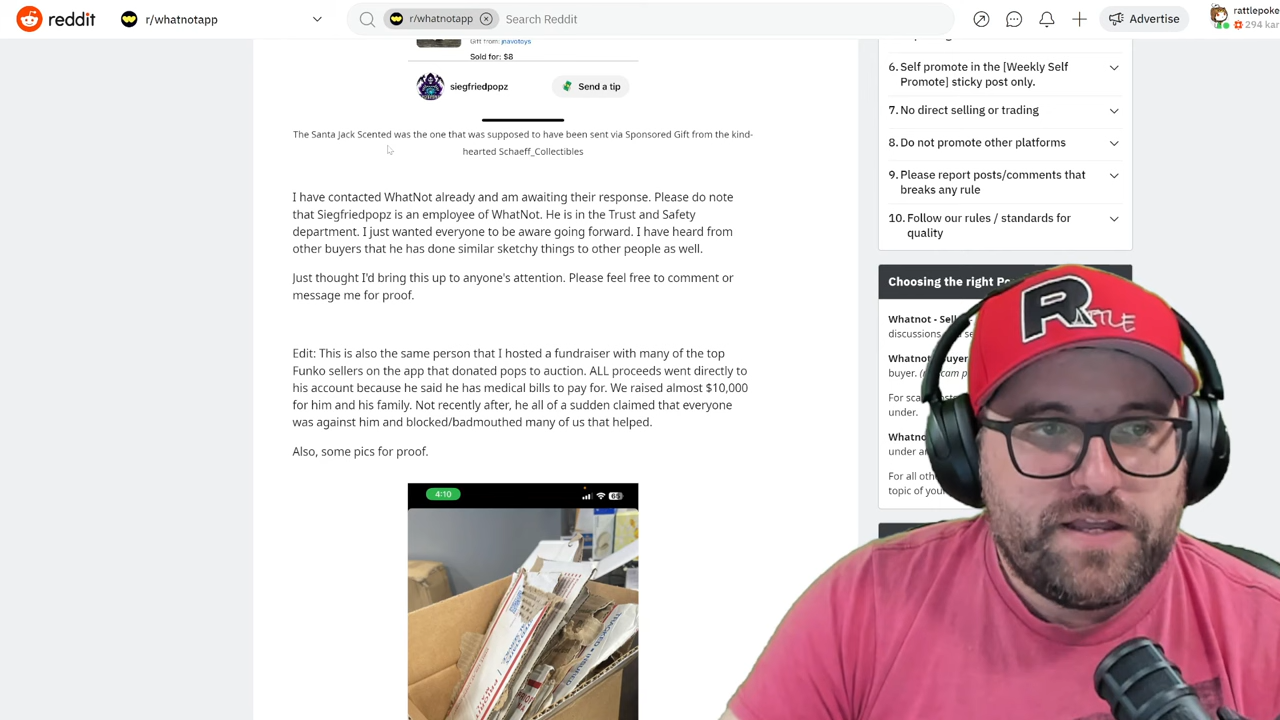 reddit
r/whatnotapp
r/whatnotapp
Search Reddit
Advertise
rattlepoke
294 kar
Gift from: jnavotoys
Sold for: $8
siegfriedpopz
Send a tip
The Santa Jack Scented was the one that was supposed to have been sent via Sponsored Gift from the kind-
hearted Schaeff_Collectibles
I have contacted WhatNot already and am awaiting their response. Please do note
that Siegfriedpopz is an employee of WhatNot. He is in the Trust and Safety
department. I just wanted everyone to be aware going forward. I have heard from
other buyers that he has done similar sketchy things to other people as well.
Just thought I'd bring this up to anyone's attention. Please feel free to comment or
message me for proof.
Edit: This is also the same person that I hosted a fundraiser with many of the top
Funko sellers on the app that donated pops to auction. ALL proceeds went directly to
his account because he said he has medical bills to pay for. We raised almost $10,000
for him and his family. Not recently after, he all of a sudden claimed that everyone
was against him and blocked/badmouthed many of us that helped.
Also, some pics for proof.
4:10
6. Self promote in the [Weekly Self
Promote] sticky post only.
7. No direct selling or trading
8. Do not promote other platforms
9. Please report posts/comments that
breaks any rule
10. Follow our rules / standards for
quality
Choosing the right
Whatnot - Sell
discussions
Whatnot
buyer.
For
under.
Whatno
under
For all
topic of
R
RATTLE
TRACKED INSURED